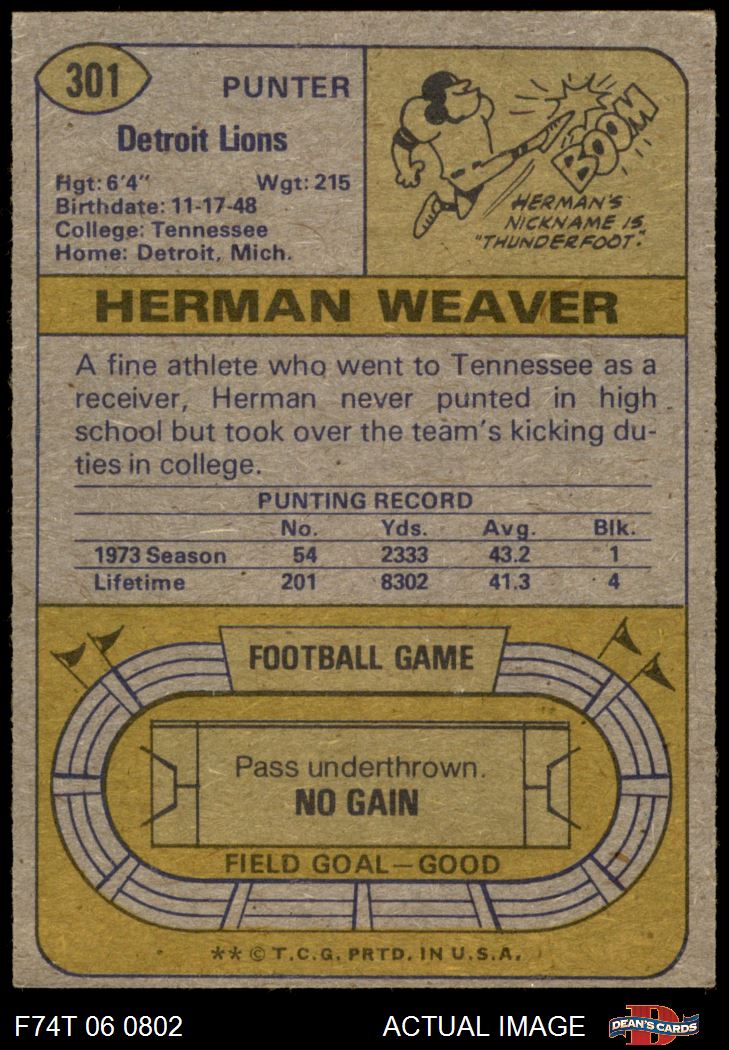 301
PUNTER
Detroit Lions
Hgt: 6'4" Wgt: 215
Birthdate: 11-17-48
College: Tennessee
Home: Detroit, Mich.
BOOM
HERMAN'S
NICKNAME IS
"THUNDERFOOT."
HERMAN WEAVER
A fine athlete who went to Tennessee as a
receiver, Herman never punted in high
school but took over the team's kicking du-
ties in college.
PUNTING RECORD
No. Yds. Avg. Blk.
1973 Season 54 2333 43.2 1
Lifetime 201 8302 41.3 4
FOOTBALL GAME
Pass underthrown.
NO GAIN
FIELD GOAL—GOOD
** © T.C.G. PRTD. IN U.S.A.
F74T 06 0802 ACTUAL IMAGE DEAN'S CARDS